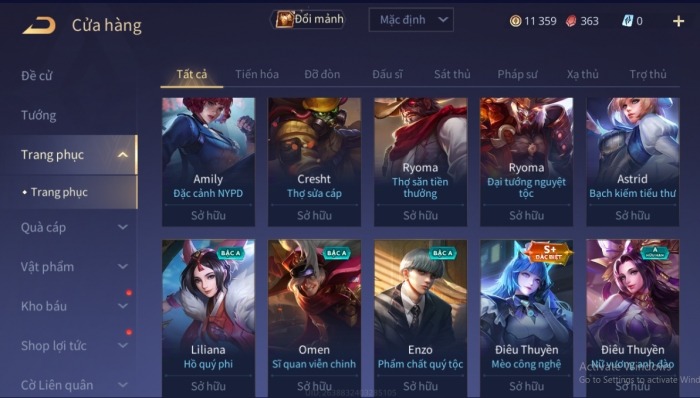 Cửa hàng
Đổi mảnh
Mặc định
11 359
363
0
Đề cử
Tướng
Trang phục
Trang phục
Quà cáp
Vật phẩm
Kho báu
Shop lợi tức
Cờ Liên quân
Tất cả
Tiến hóa
Đỡ đòn
Đấu sĩ
Sát thủ
Pháp sư
Xạ thủ
Trợ thủ
Amily
Đặc cảnh NYPD
Sở hữu
Cresht
Thợ sửa cáp
Sở hữu
Ryoma
Thợ săn tiền
thưởng
Sở hữu
Ryoma
Đại tướng nguyệt
tộc
Sở hữu
Astrid
Bạch kiếm tiểu thư
Sở hữu
BẬC A
Liliana
Hồ quý phi
Sở hữu
BẬC A
Omen
Sĩ quan viễn chinh
Sở hữu
BẬC A
Enzo
Phẩm chất quý tộc
Sở hữu
S+
ĐẶC BIỆT
Điêu Thuyền
Mèo công nghệ
Sở hữu
A
HỮU HẠN
Điêu Thuyền
Nữ vương anh đào
Sở hữu
Activate Windows
Go to Settings to activate Wind